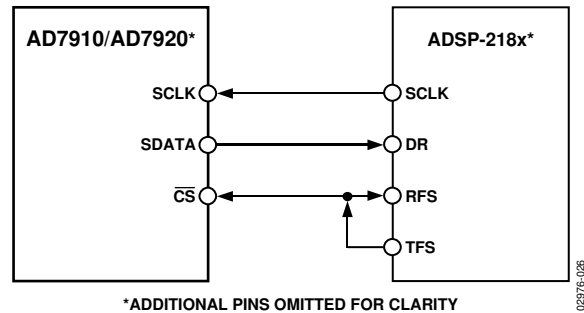 AD7910/AD7920*
ADSP-218x*
SCLK
SCLK
SDATA
DR
CS
RFS
TFS
*ADDITIONAL PINS OMITTED FOR CLARITY
02976-026